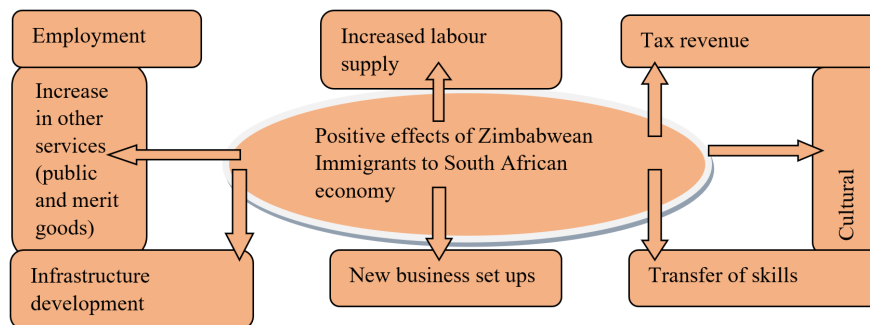 Employment
Increased labour
supply
Tax revenue
Increase
in other
services
(public
and merit
goods)
Positive effects of Zimbabwean
Immigrants to South African
economy
Cultural
Infrastructure
development
New business set ups
Transfer of skills